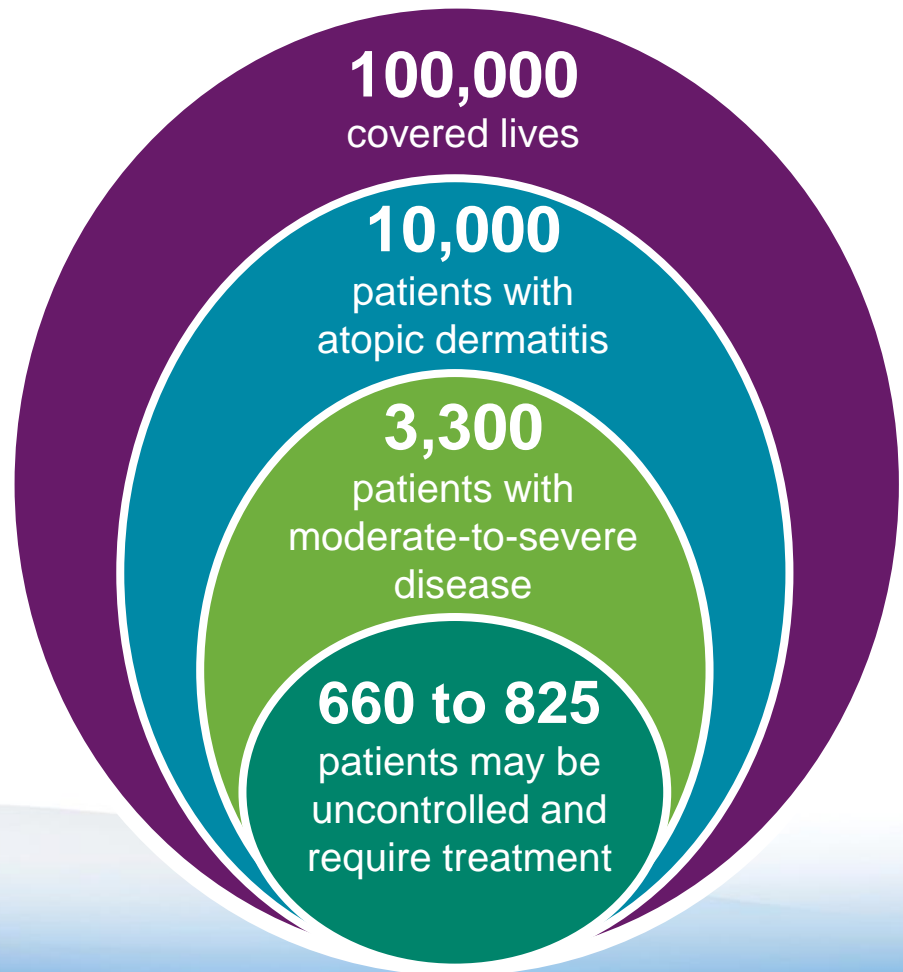 100,000
covered lives
10,000
patients with
atopic dermatitis
3,300
patients with
moderate-to-severe
disease
660 to 825
patients may be
uncontrolled and
require treatment